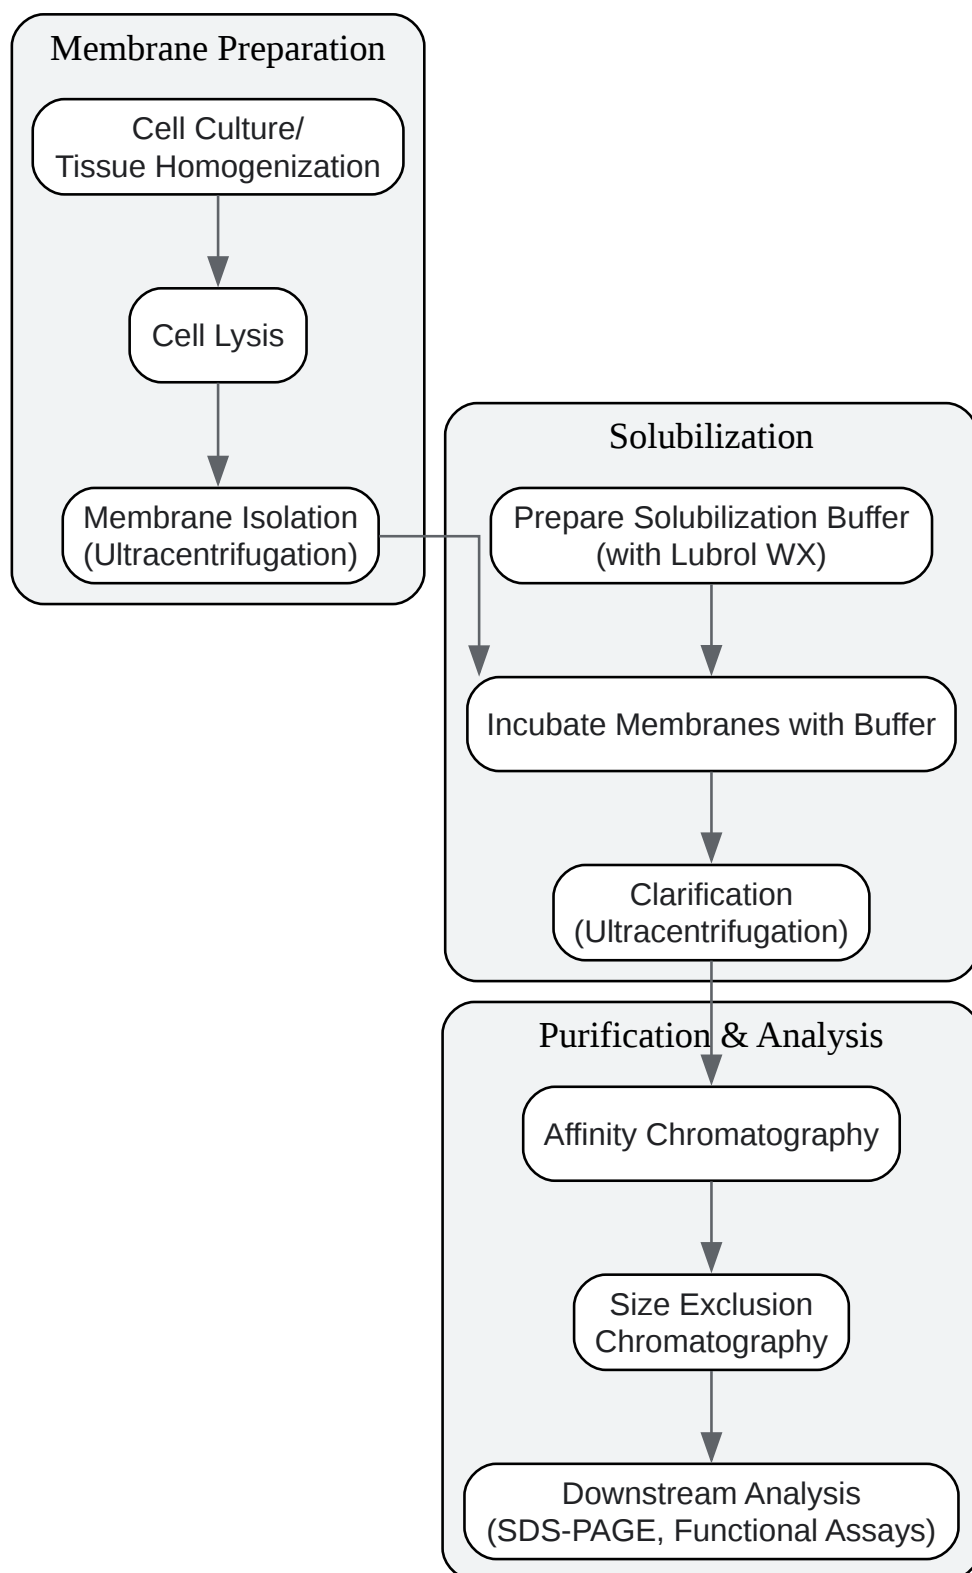 Membrane Preparation
Cell Culture/
Tissue Homogenization
Cell Lysis
Membrane Isolation
(Ultracentrifugation)
Solubilization
Prepare Solubilization Buffer
(with Lubrol WX)
Incubate Membranes with Buffer
Clarification
(Ultracentrifugation)
Purification & Analysis
Affinity Chromatography
Size Exclusion
Chromatography
Downstream Analysis
(SDS-PAGE, Functional Assays)